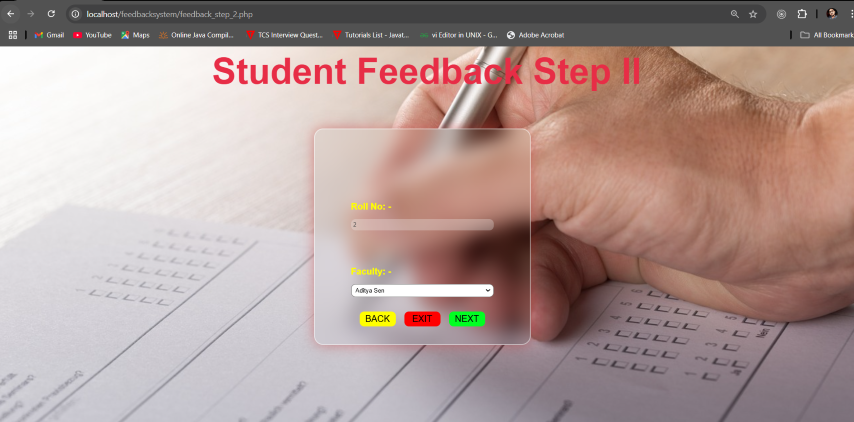 localhost/feedbacksystem/feedback_step_2.php
Gmail YouTube Maps Online Java Compil... TCS Interview Quest... Tutorials List - Javat... vi Editor in UNIX - G... Adobe Acrobat All Bookmark
Student Feedback Step II
Roll No: -
2
Faculty: -
Aditya Sen
BACK EXIT NEXT